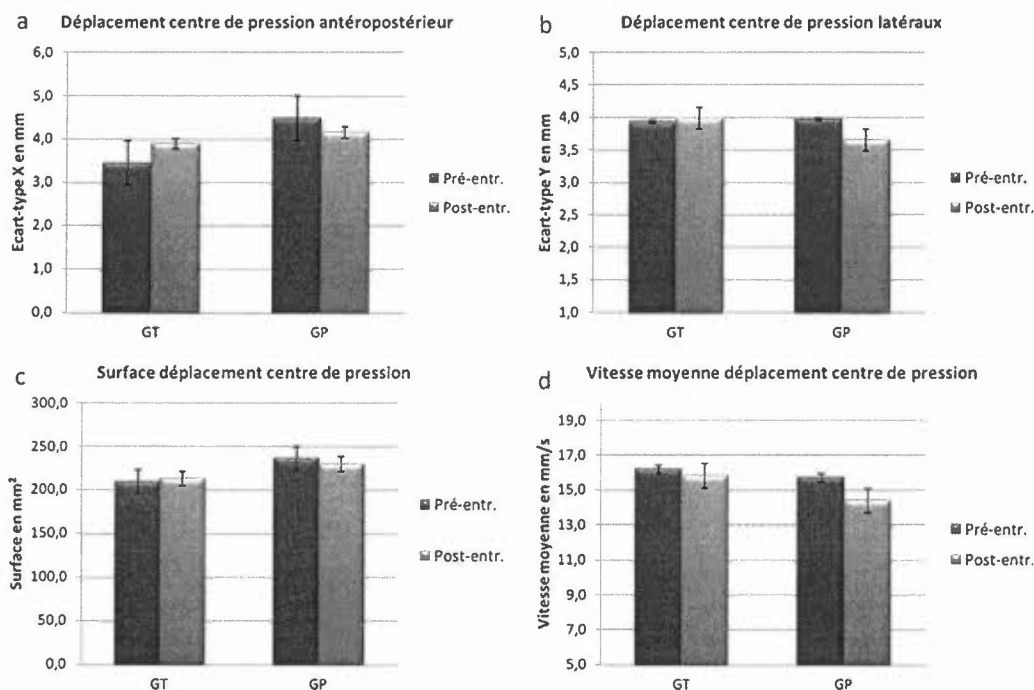 a Déplacement centre de pression antéropostérieur
6,0
5,0
4,0
3,0
2,0
1,0
0,0
Ecart-type X en mm
GT GP
Pré-entr.
Post-entr.
b Déplacement centre de pression latéraux
5,0
4,5
4,0
3,5
3,0
2,5
2,0
1,5
1,0
Ecart-type Y en mm
GT GP
Pré-entr.
Post-entr.
c Surface déplacement centre de pression
300,0
250,0
200,0
150,0
100,0
50,0
0,0
Surface en mm²
GT GP
Pré-entr.
Post-entr.
d Vitesse moyenne déplacement centre de pression
19,0
17,0
15,0
13,0
11,0
9,0
7,0
5,0
Vitesse moyenne en mm/s
GT GP
Pré-entr.
Post-entr.